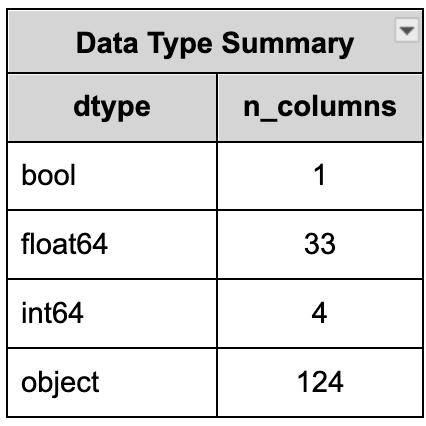 Data Type Summary
dtype n_columns
bool 1
float64 33
int64 4
object 124